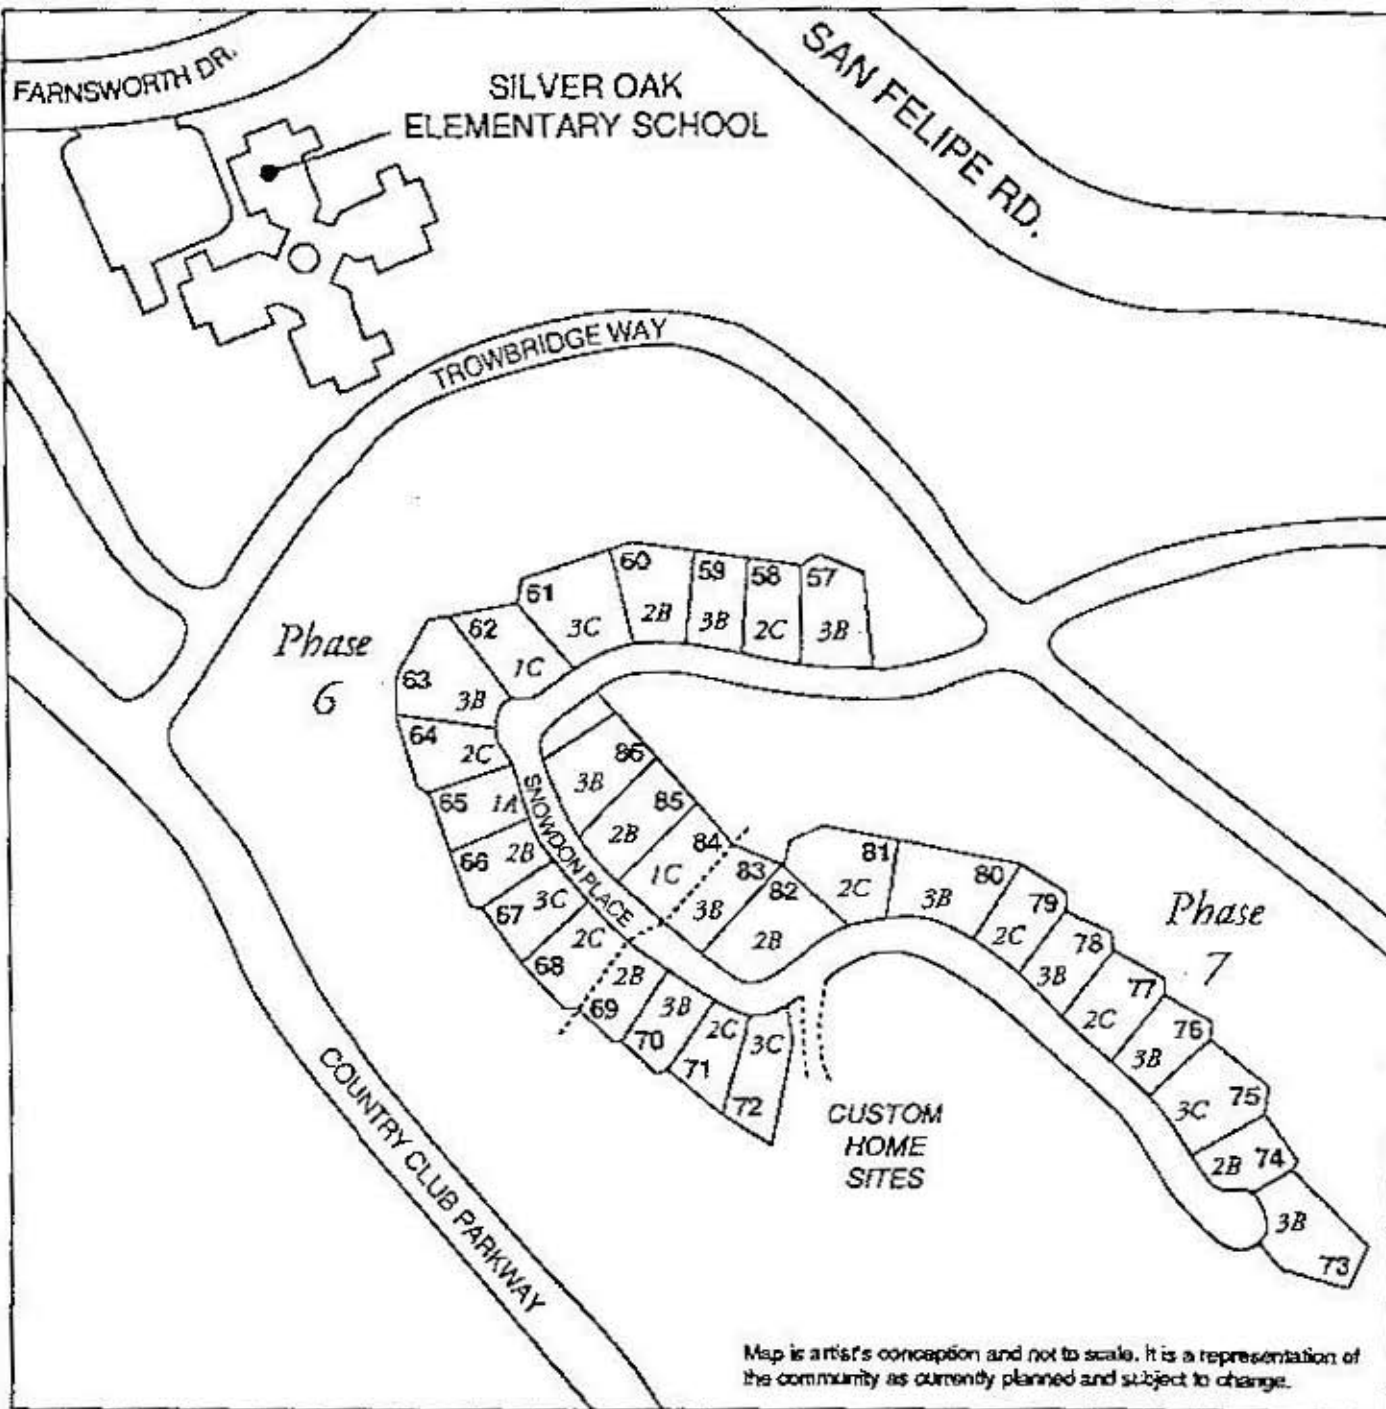 FARNSWORTH DR.
SILVER OAK
ELEMENTARY SCHOOL
SAN FELIPE RD.
TROWBRIDGE WAY
Phase
6
61
3C
60
2B
59
3B
58
2C
57
3B
62
1C
63
3B
64
2C
65
1A
66
2B
67
3C
68
2C
69
2B
70
3B
71
2C
72
3C
SNOWDON PLACE
86
3B
85
2B
84
1C
83
3B
82
2B
81
2C
80
3B
79
2C
78
3B
77
2C
76
3B
75
3C
74
2B
73
3B
Phase
7
CUSTOM
HOME
SITES
COUNTRY CLUB PARKWAY
Map is artist's conception and not to scale. It is a representation of
the community as currently planned and subject to change.